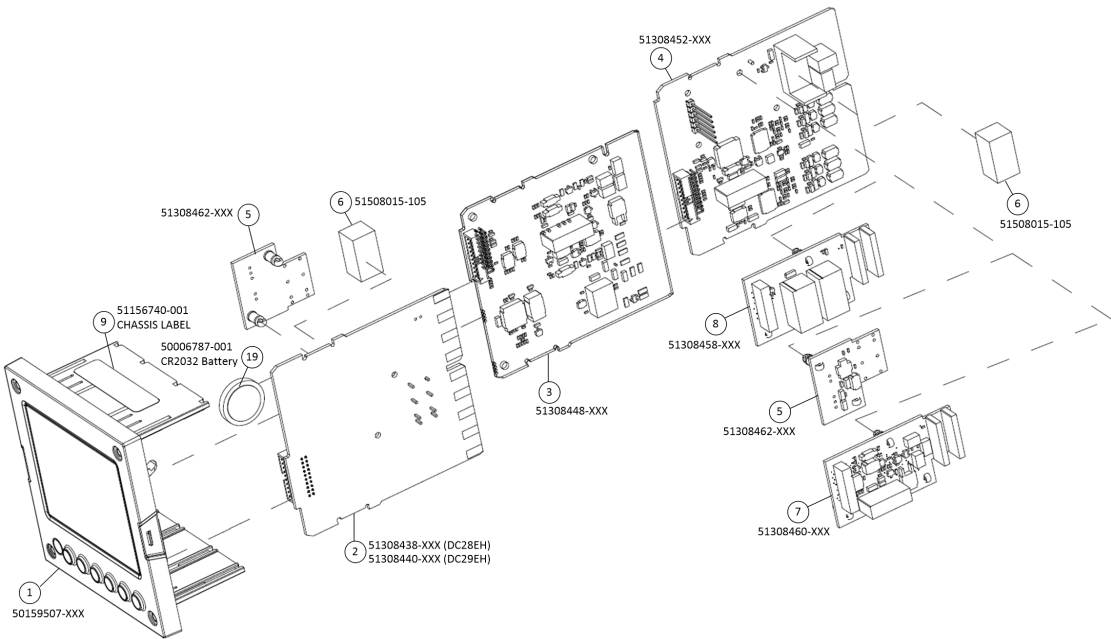 51308452-XXX
4
6
51508015-105
5
51308462-XXX
6
51508015-105
51156740-001
9
CHASSIS LABEL
50006787-001
19
CR2032 Battery
8
51308458-XXX
3
51308448-XXX
5
51308462-XXX
7
51308460-XXX
2
51308438-XXX (DC28EH)
51308440-XXX (DC29EH)
1
50159507-XXX